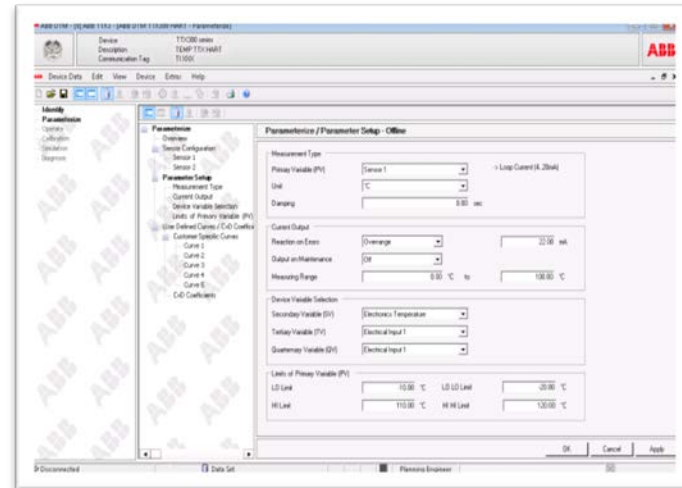 Device TTX300 series
Description TEMP TTX HART
Communication Tag TIXXX
ABB
Device Data Edit View Device Extras Help
Identify
Parameterize
Operate
Calibration
Simulation
Diagnosis
Parameterize
Overview
Sensor Configuration
Sensor 1
Sensor 2
Parameter Setup
Measurement Type
Current Output
Device Variable Selection
Limits of Primary Variable (PV)
User Defined Curves / CvD Coeffici
Customer Specific Curves
Curve 1
Curve 2
Curve 3
Curve 4
Curve 5
CvD Coefficients
Parameterize / Parameter Setup - Offline
Measurement Type
Primary Variable (PV) Sensor 1 -> Loop Current (4..20mA)
Unit °C
Damping 0.00 sec
Current Output
Reaction on Errors Overrange 22.00 mA
Output on Maintenance Off
Measuring Range 0.00 °C to 100.00 °C
Device Variable Selection
Secondary Variable (SV) Electronics Temperature
Tertiary Variable (TV) Electrical Input 1
Quaternary Variable (QV) Electrical Input 1
Limits of Primary Variable (PV)
LO Limit -10.00 °C LO LO Limit -20.00 °C
HI Limit 110.00 °C HI HI Limit 120.00 °C
OK Cancel Apply
Disconnected Data Set Planning Engineer